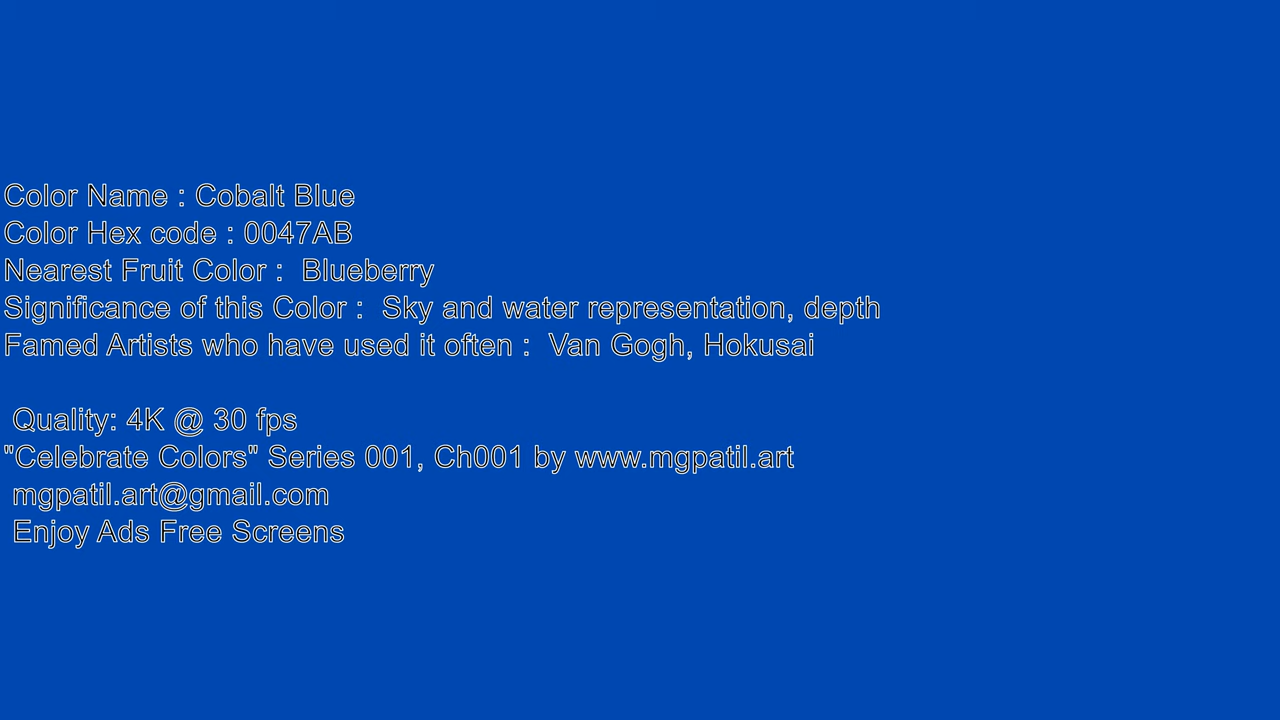 Color Name : Cobalt Blue
Color Hex code : 0047AB
Nearest Fruit Color :  Blueberry
Significance of this Color :  Sky and water representation, depth
Famed Artists who have used it often :  Van Gogh, Hokusai
Quality: 4K @ 30 fps
"Celebrate Colors" Series 001, Ch001 by www.mgpatil.art
mgpatil.art@gmail.com
Enjoy Ads Free Screens